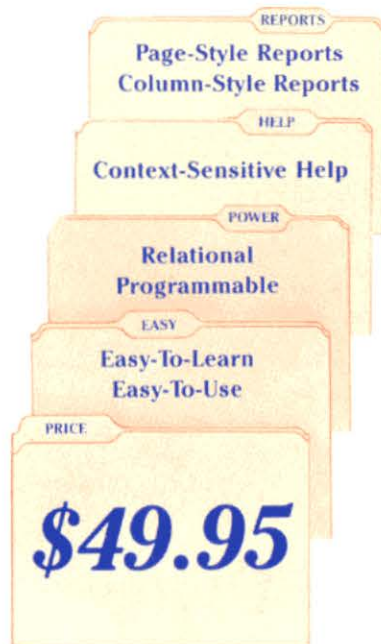 REPORTS
Page-Style Reports
Column-Style Reports
HELP
Context-Sensitive Help
POWER
Relational
Programmable
EASY
Easy-To-Learn
Easy-To-Use
PRICE
$49.95